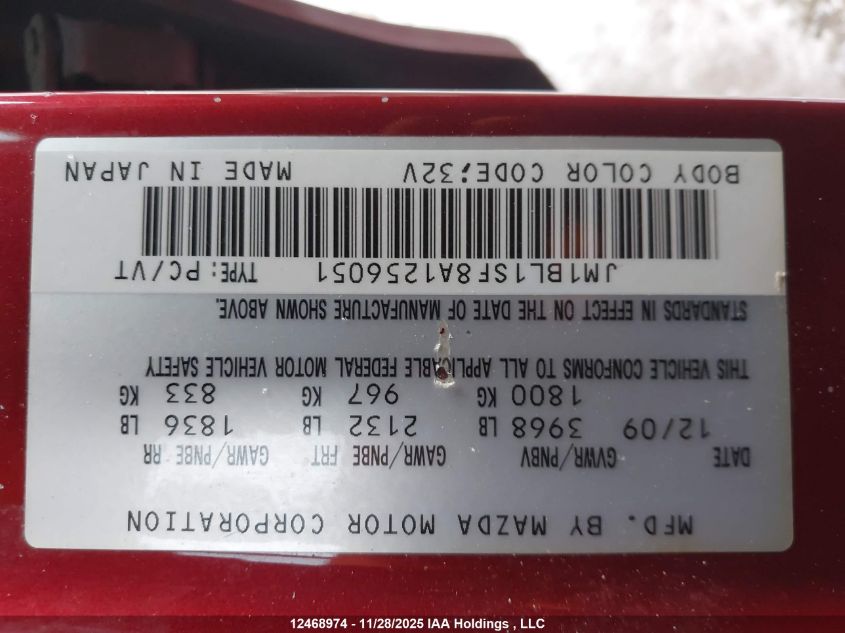 MFD. BY MAZDA MOTOR CORPORATION
DATE GVWR/PNBV GAWR/PNBE FRT GAWR/PNBE RR
12/09 3968 LB 2132 LB 1836 LB
1800 KG 967 KG 833 KG
THIS VEHICLE CONFORMS TO ALL APPLICABLE FEDERAL MOTOR VEHICLE SAFETY
STANDARDS IN EFFECT ON THE DATE OF MANUFACTURE SHOWN ABOVE.
JM1BL1SF8A1256051 TYPE:PC/VT
BODY COLOR CODE;32V MADE IN JAPAN
12468974 - 11/28/2025 IAA Holdings , LLC